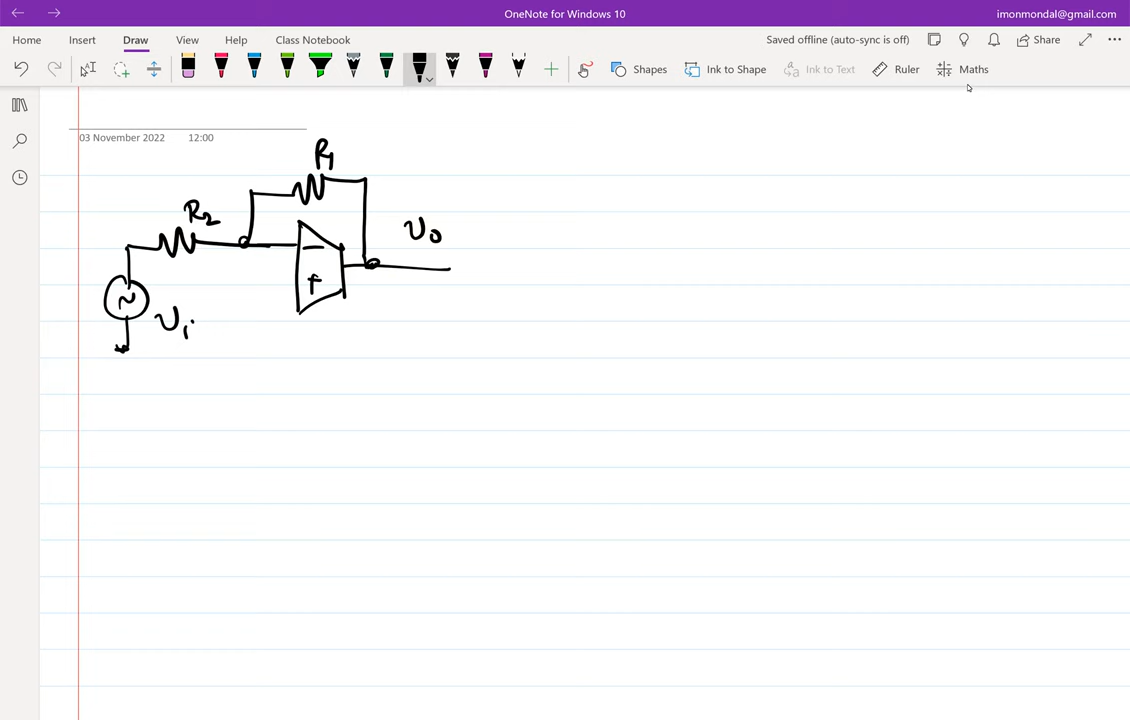 OneNote for Windows 10
imonmondal@gmail.com
Home Insert Draw View Help Class Notebook
Saved offline (auto-sync is off) Share
Shapes Ink to Shape Ink to Text Ruler Maths
03 November 2022 12:00
R1
R2
vo
-
+
~
vi